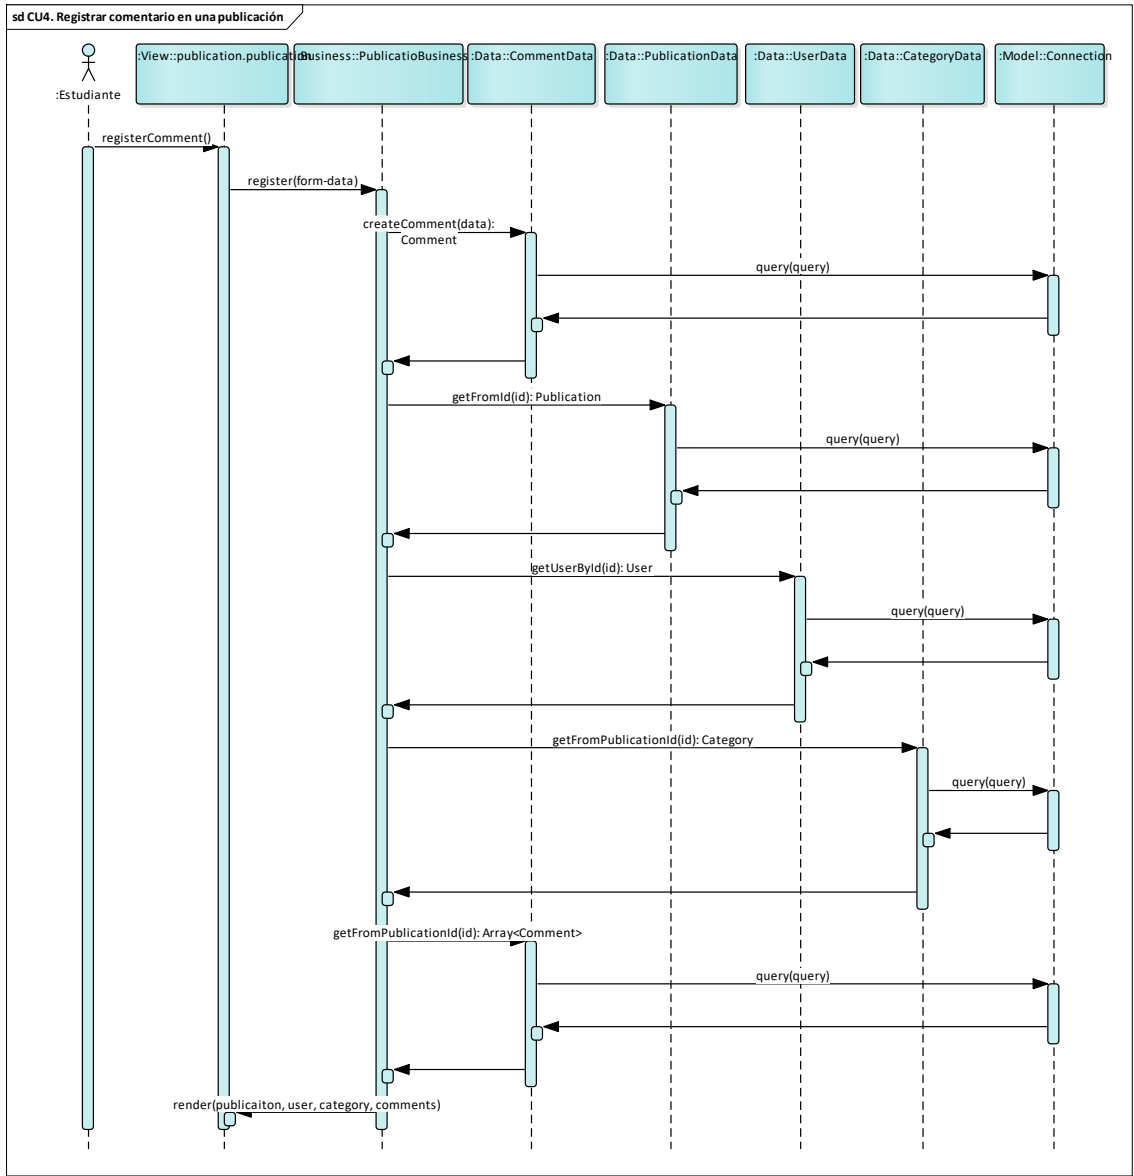 sd CU4. Registrar comentario en una publicación
:Estudiante
:View::publication.publication
:Business::PublicatioBusiness
:Data::CommentData
:Data::PublicationData
:Data::UserData
:Data::CategoryData
:Model::Connection
registerComment()
register(form-data)
createComment(data):
Comment
query(query)
getFromId(id): Publication
query(query)
getUserById(id): User
query(query)
getFromPublicationId(id): Category
query(query)
getFromPublicationId(id): Array<Comment>
query(query)
render(publicaiton, user, category, comments)